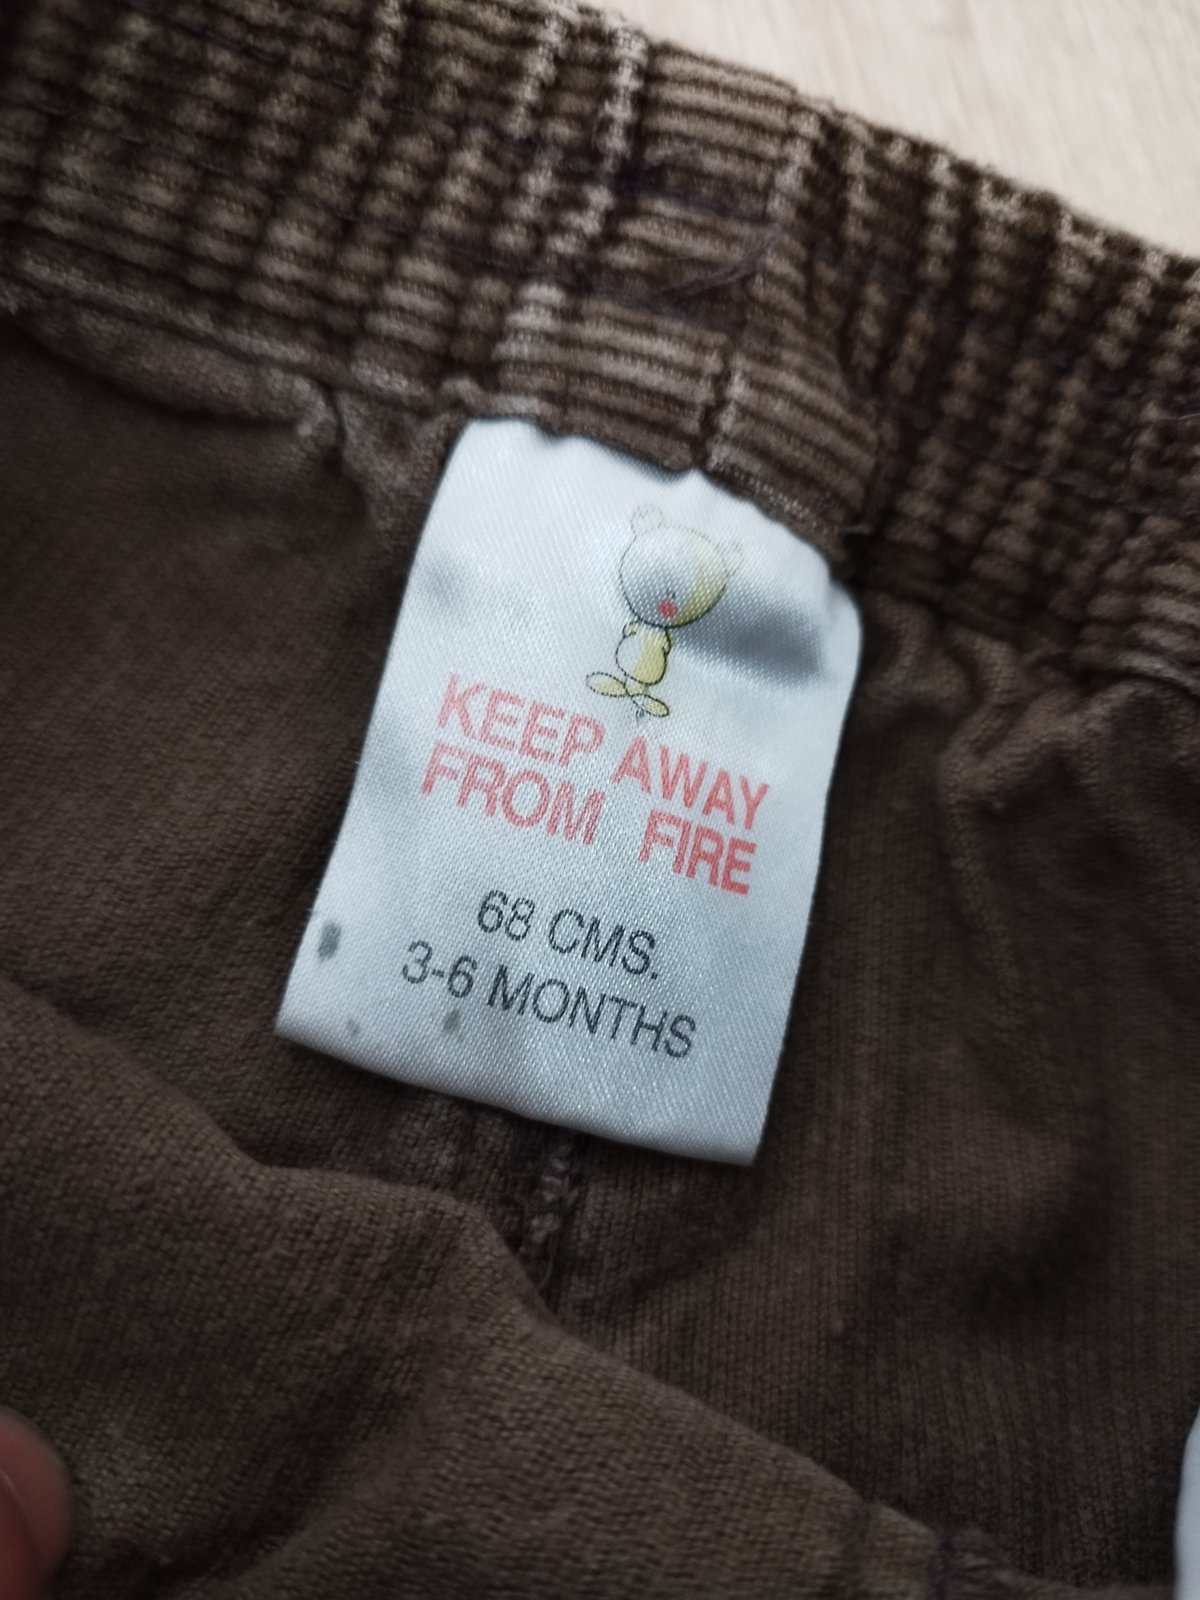 KEEP AWAY
FROM FIRE
68 CMS.
3-6 MONTHS